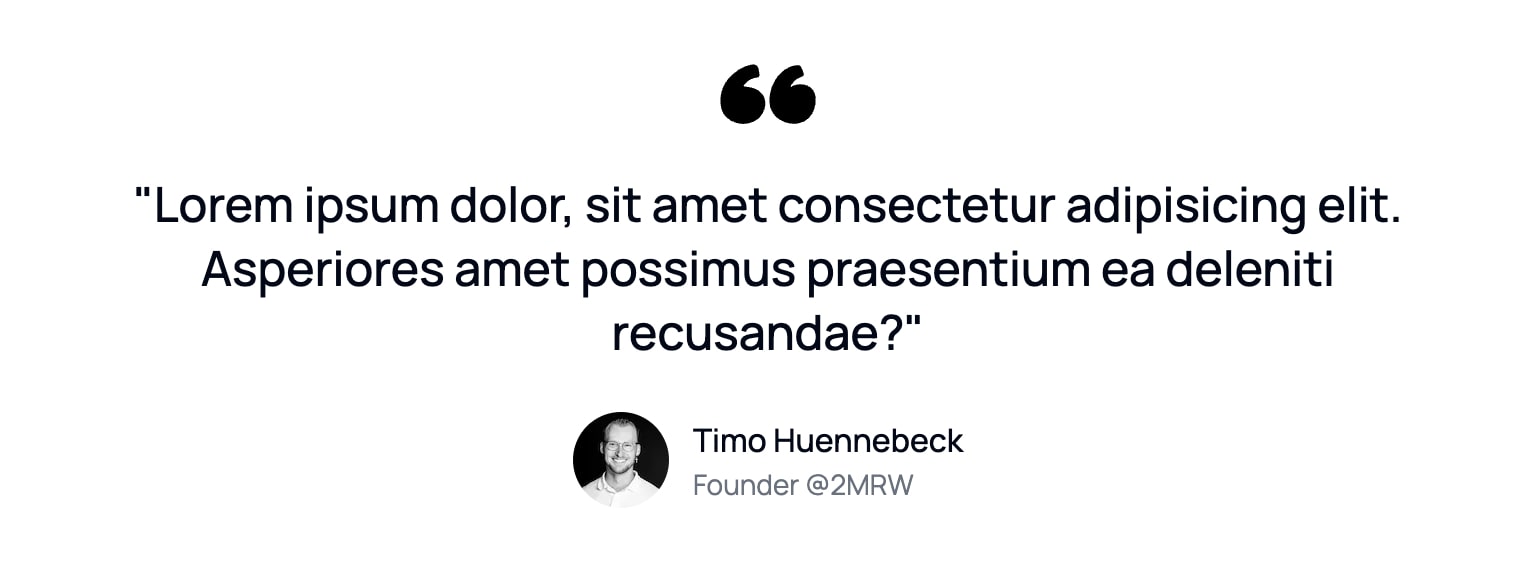 "Lorem ipsum dolor, sit amet consectetur adipisicing elit.
Asperiores amet possimus praesentium ea deleniti
recusandae?"
Timo Huennebeck
Founder @2MRW